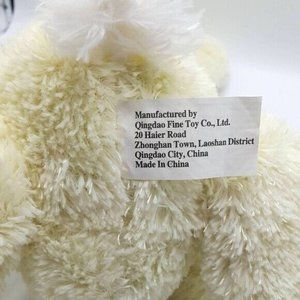 Manufactured by
Qingdao Fine Toy Co., Ltd.
20 Haier Road
Zhonghan Town, Laoshan District
Qingdao City, China
Made In China